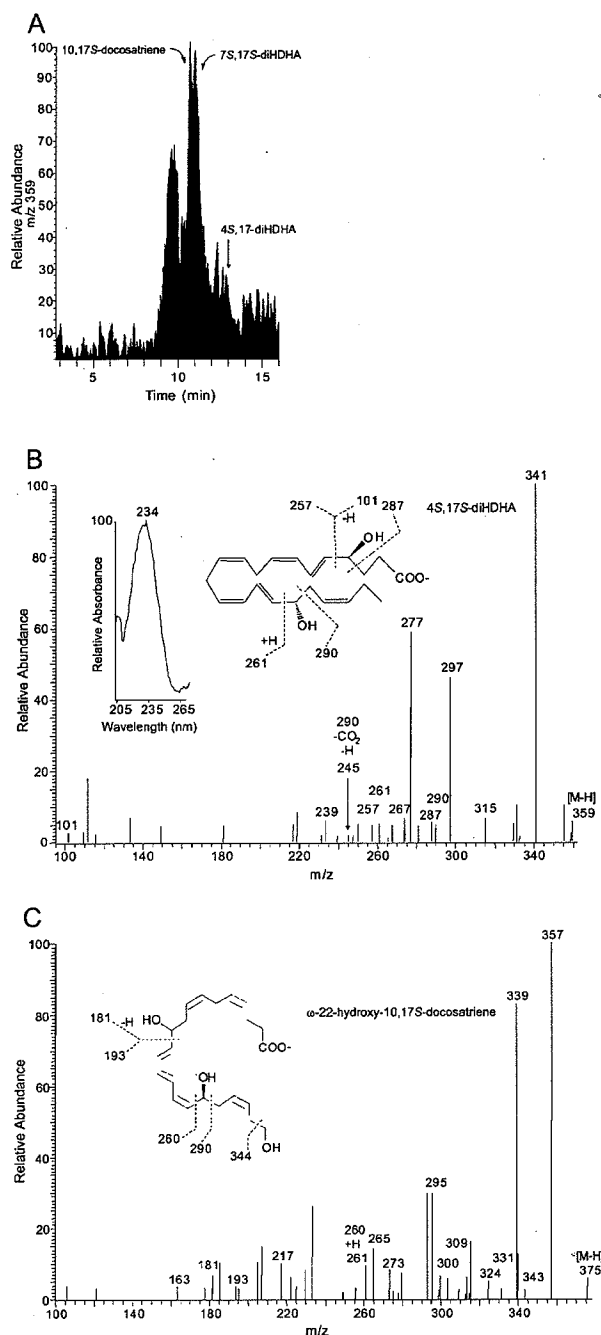 A
10,17S-docosatriene
7S,17S-diHDHA
4S,17-diHDHA
Relative Abundance
m/z 359
100
90
80
70
60
50
40
30
20
10
5
10
15
Time (min)
B
341
4S,17S-diHDHA
100
80
60
40
20
0
Relative Abundance
100
234
Relative Absorbance
205
235
265
Wavelength (nm)
257
101
-H
287
OH
COO-
OH
+H
261
290
277
297
290
-CO2
-H
245
101
239
257
261
267
287
290
315
[M-H]
359
100
140
180
220
260
300
340
m/z
C
357
339
ω-22-hydroxy-10,17S-docosatriene
100
80
60
40
20
0
Relative Abundance
181
-H
193
HO
COO-
OH
260
290
344
OH
295
260
+H
261
265
309
163
181
193
217
273
300
324
331
343
[M-H]
375
100
140
180
220
260
300
340
m/z